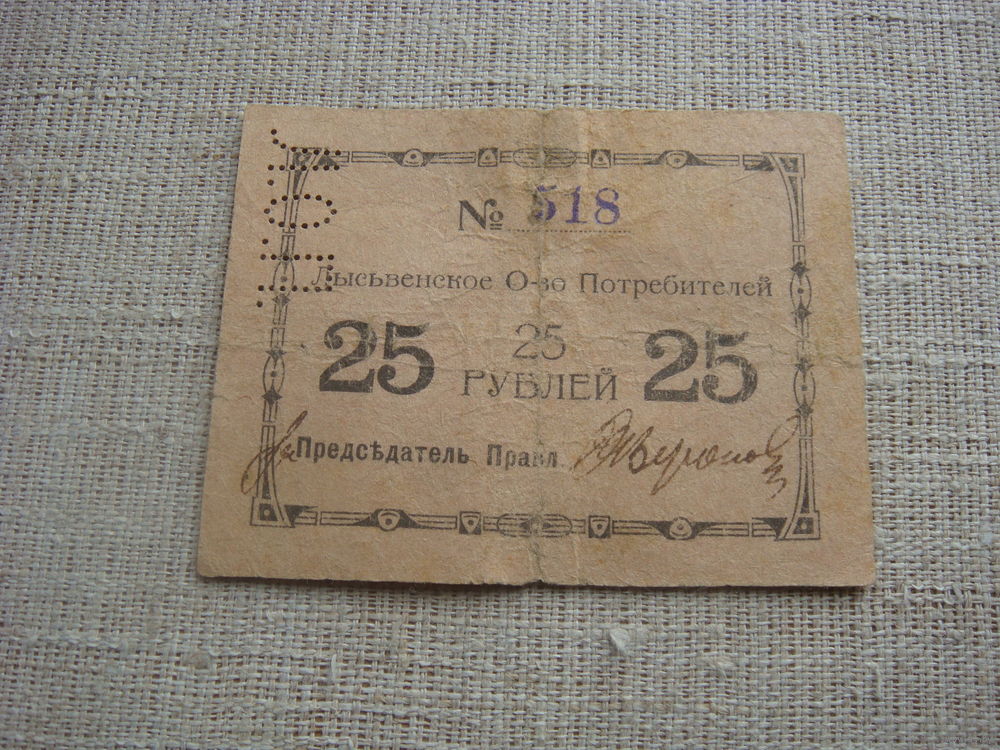 № 518
Лысьвенское О-во Потребителей
25 25 25
РУБЛЕЙ
Предсѣдатель Правл.